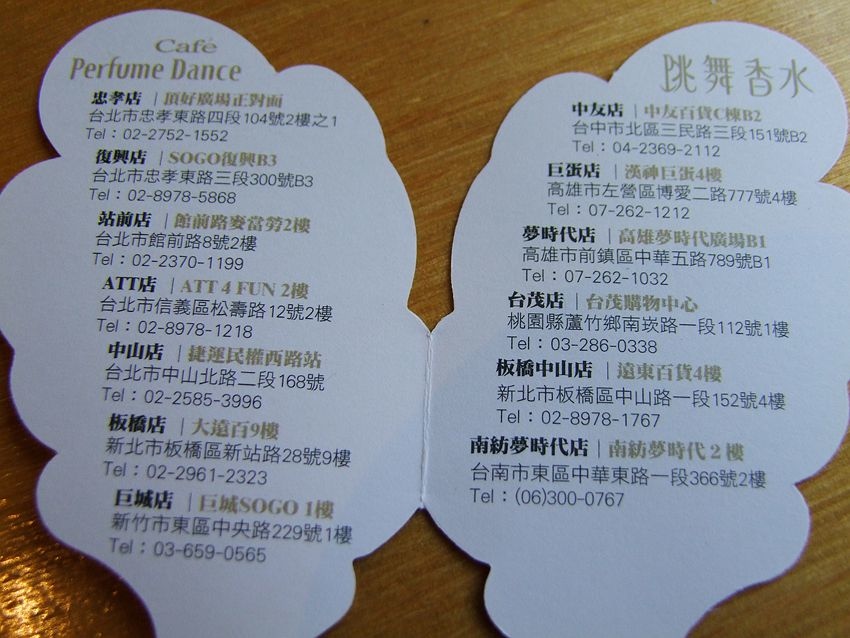 Café
Perfume Dance
忠孝店 | 頂好廣場正對面
台北市忠孝東路四段104號2樓之1
Tel：02-2752-1552
復興店 | SOGO復興B3
台北市忠孝東路三段300號B3
Tel：02-8978-5868
站前店 | 館前路麥當勞2樓
台北市館前路8號2樓
Tel：02-2370-1199
ATT店 | ATT 4 FUN 2樓
台北市信義區松壽路12號2樓
Tel：02-8978-1218
中山店 | 捷運民權西路站
台北市中山北路二段168號
Tel：02-2585-3996
板橋店 | 大遠百9樓
新北市板橋區新站路28號9樓
Tel：02-2961-2323
巨城店 | 巨城SOGO 1樓
新竹市東區中央路229號1樓
Tel：03-659-0565
跳舞香水
中友店 | 中友百貨C棟B2
台中市北區三民路三段151號B2
Tel：04-2369-2112
巨蛋店 | 漢神巨蛋4樓
高雄市左營區博愛二路777號4樓
Tel：07-262-1212
夢時代店 | 高雄夢時代廣場B1
高雄市前鎮區中華五路789號B1
Tel：07-262-1032
台茂店 | 台茂購物中心
桃園縣蘆竹鄉南崁路一段112號1樓
Tel：03-286-0338
板橋中山店 | 遠東百貨4樓
新北市板橋區中山路一段152號4樓
Tel：02-8978-1767
南紡夢時代店 | 南紡夢時代 2 樓
台南市東區中華東路一段366號2樓
Tel：(06)300-0767